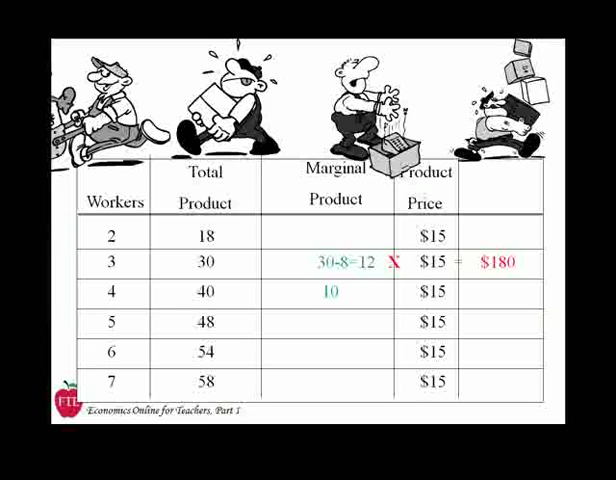 Total Marginal Product
Workers Product Product Price
2 18 $15
3 30 30-8=12 X $15 = $180
4 40 10 $15
5 48 $15
6 54 $15
7 58 $15
FTE
Economics Online for Teachers, Part 1